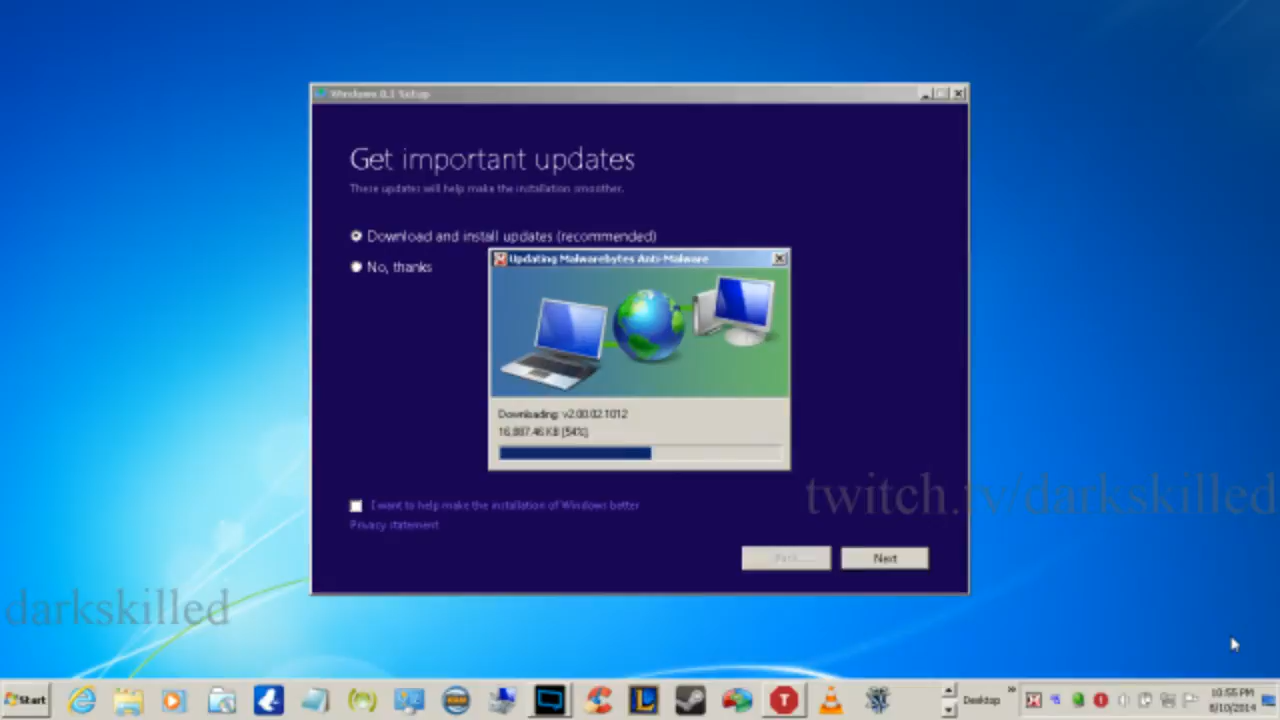 Windows 8.1 Setup
Get important updates
These updates will help make the installation smoother.
Download and install updates (recommended)
No, thanks
Updating Malwarebytes Anti-Malware
Downloading: v2.00.02.1012
16,887.46 KB [54%]
I want to help make the installation of Windows better
Privacy statement
Back
Next
twitch.tv/darkskilled
darkskilled
Start
Desktop
10:55 PM
8/10/2014